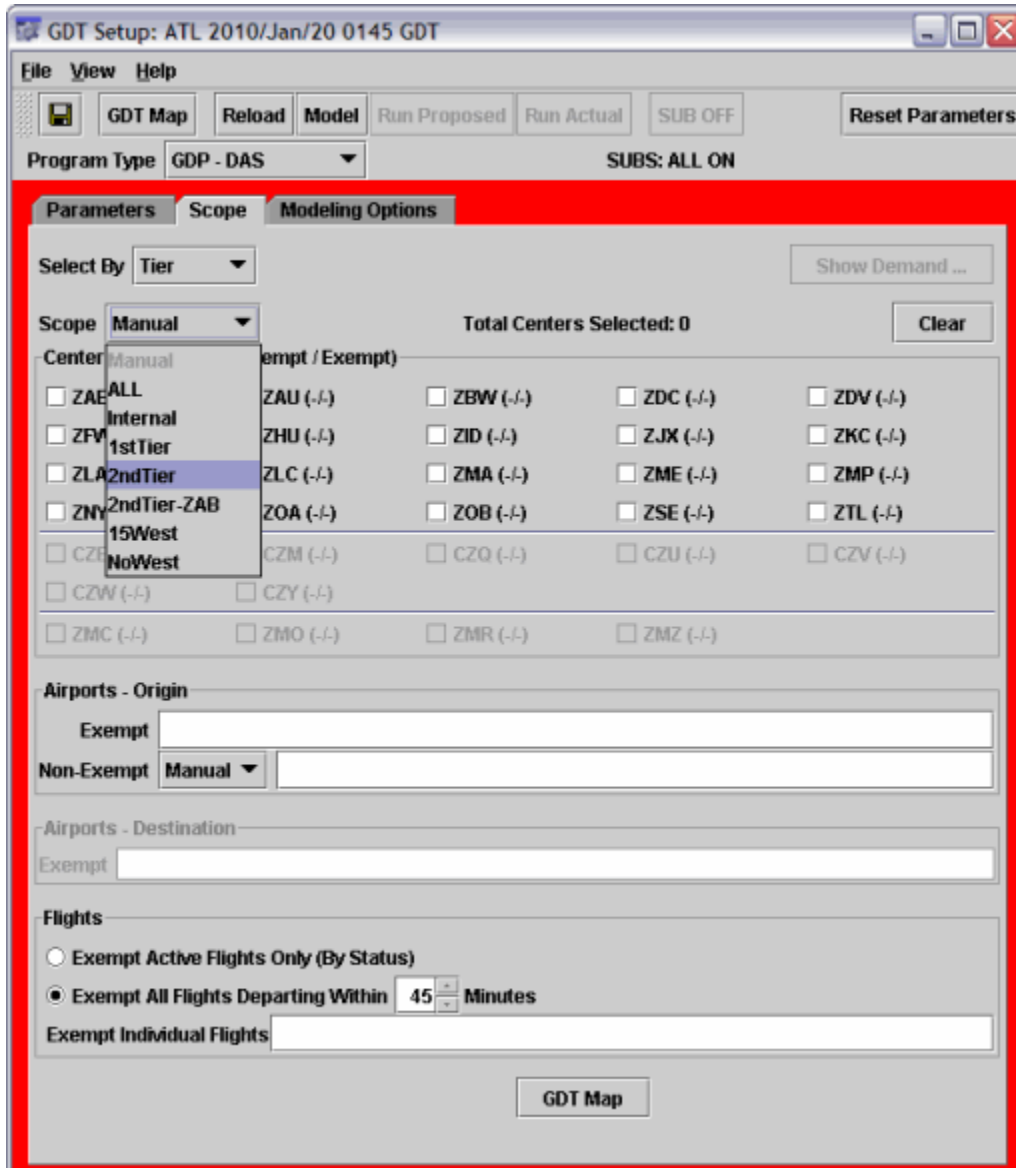 GDT Setup: ATL 2010/Jan/20 0145 GDT
File View Help
GDT Map Reload Model Run Proposed Run Actual SUB OFF Reset Parameters
Program Type GDP - DAS SUBS: ALL ON
Parameters Scope Modeling Options
Select By Tier Show Demand ...
Scope Manual Total Centers Selected: 0 Clear
Center empt / Exempt)
Manual
ALL
Internal
1stTier
2ndTier
2ndTier-ZAB
15West
NoWest
ZAB ZAU (-/-) ZBW (-/-) ZDC (-/-) ZDV (-/-)
ZFW ZHU (-/-) ZID (-/-) ZJX (-/-) ZKC (-/-)
ZLA ZLC (-/-) ZMA (-/-) ZME (-/-) ZMP (-/-)
ZNY ZOA (-/-) ZOB (-/-) ZSE (-/-) ZTL (-/-)
CZE CZM (-/-) CZQ (-/-) CZU (-/-) CZV (-/-)
CZW (-/-) CZY (-/-)
ZMC (-/-) ZMO (-/-) ZMR (-/-) ZMZ (-/-)
Airports - Origin
Exempt
Non-Exempt Manual
Airports - Destination
Exempt
Flights
Exempt Active Flights Only (By Status)
Exempt All Flights Departing Within 45 Minutes
Exempt Individual Flights
GDT Map